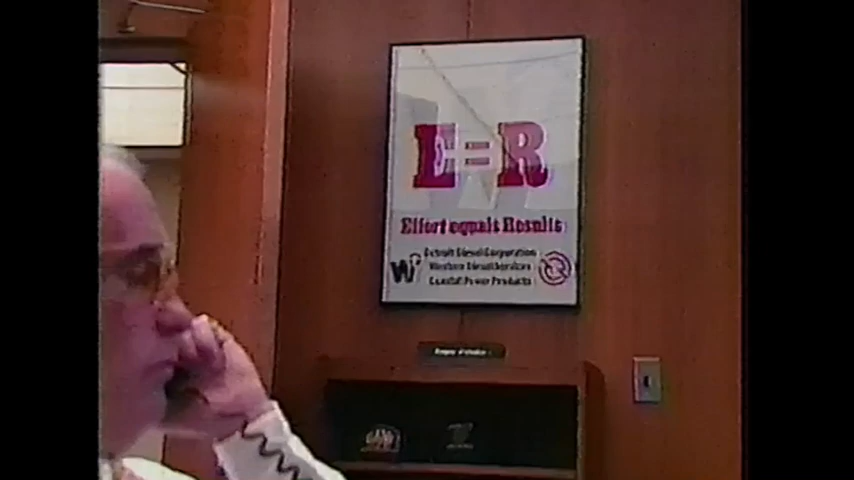 E=R
Effort equals Results
Detroit Diesel Corporation
Western Diesel Services
Coastal Power Products